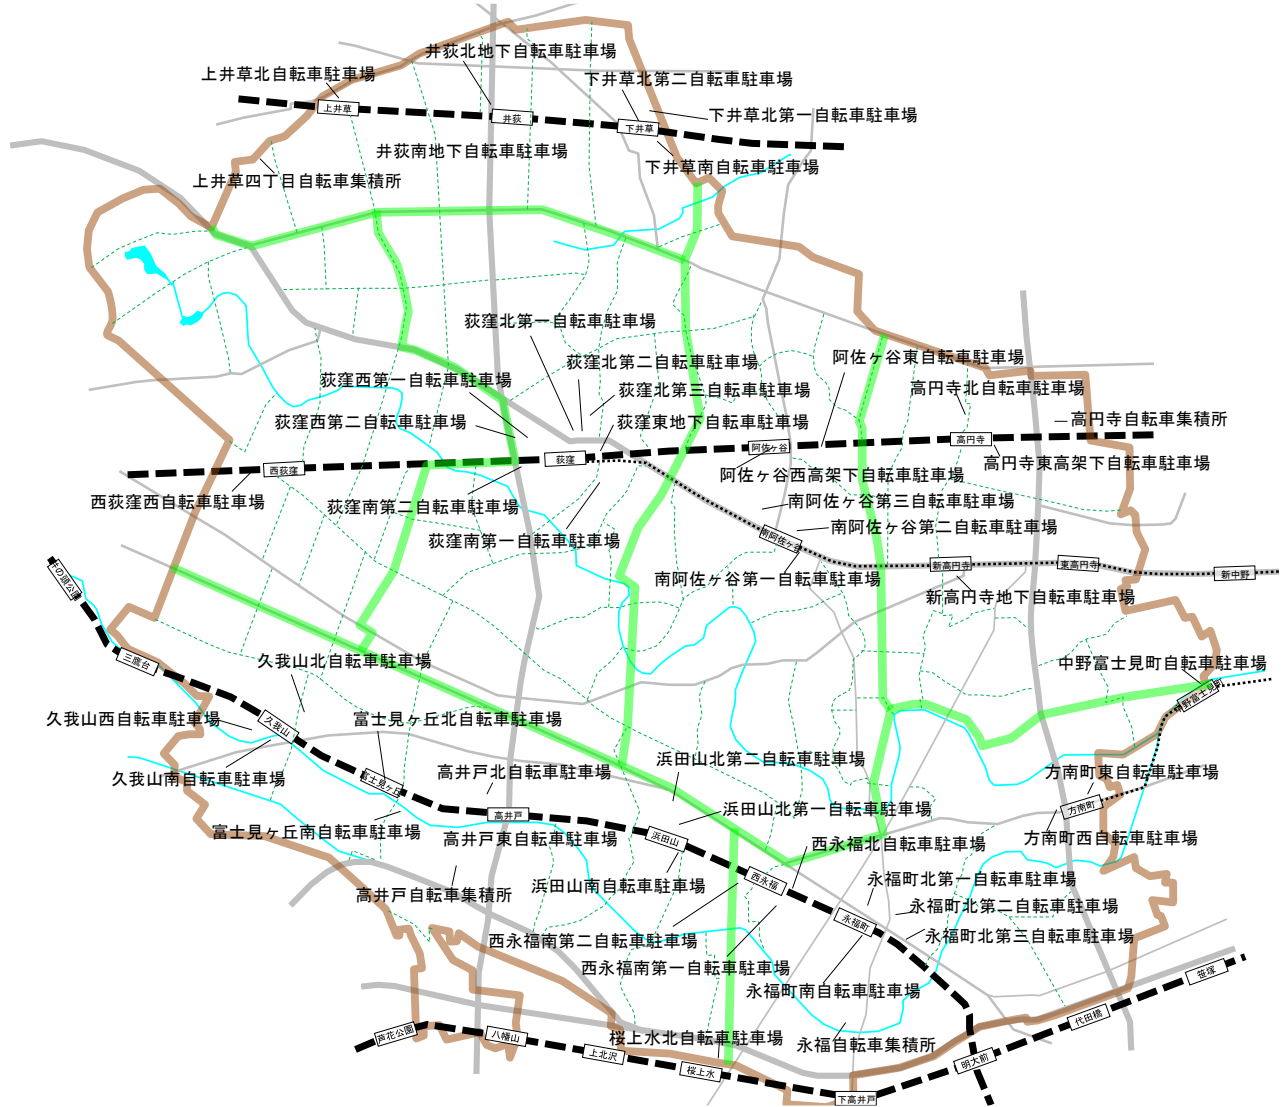 井荻北地下自転車駐車場
上井草北自転車駐車場
下井草北第二自転車駐車場
上井草
井荻
下井草
下井草北第一自転車駐車場
井荻南地下自転車駐車場
下井草南自転車駐車場
上井草四丁目自転車集積所
荻窪北第一自転車駐車場
荻窪北第二自転車駐車場
阿佐ヶ谷東自転車駐車場
荻窪西第一自転車駐車場
荻窪北第三自転車駐車場
高円寺北自転車駐車場
荻窪西第二自転車駐車場
荻窪東地下自転車駐車場
高円寺自転車集積所
西荻窪
荻窪
阿佐ヶ谷
高円寺
高円寺東高架下自転車駐車場
阿佐ヶ谷西高架下自転車駐車場
西荻窪西自転車駐車場
荻窪南第二自転車駐車場
南阿佐ヶ谷第三自転車駐車場
南阿佐ヶ谷第二自転車駐車場
荻窪南第一自転車駐車場
南阿佐ヶ谷
南阿佐ヶ谷第一自転車駐車場
新高円寺
東高円寺
新中野
井の頭公園
新高円寺地下自転車駐車場
三鷹台
久我山北自転車駐車場
中野富士見町自転車駐車場
中野富士見町
久我山西自転車駐車場
久我山
富士見ヶ丘北自転車駐車場
久我山南自転車駐車場
富士見ヶ丘
高井戸北自転車駐車場
浜田山北第二自転車駐車場
方南町東自転車駐車場
高井戸
浜田山北第一自転車駐車場
方南町
富士見ヶ丘南自転車駐車場
高井戸東自転車駐車場
浜田山
西永福北自転車駐車場
方南町西自転車駐車場
高井戸自転車集積所
浜田山南自転車駐車場
西永福
永福町北第一自転車駐車場
永福町北第二自転車駐車場
永福町
西永福南第二自転車駐車場
永福町北第三自転車駐車場
西永福南第一自転車駐車場
笹塚
永福町南自転車駐車場
代田橋
芦花公園
八幡山
桜上水北自転車駐車場
永福自転車集積所
上北沢
明大前
桜上水
下高井戸